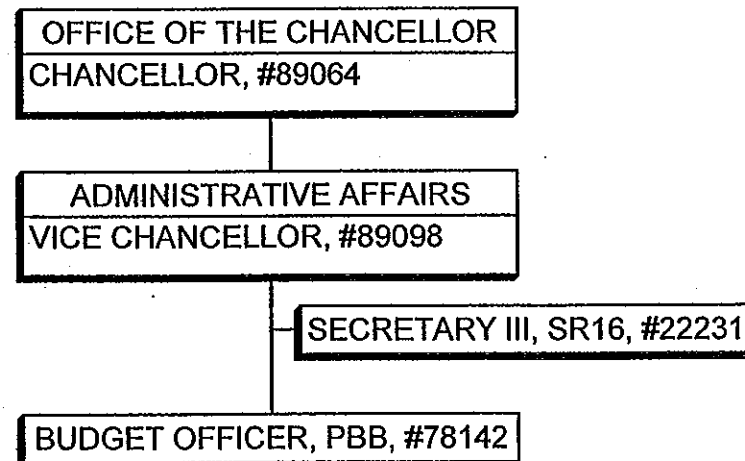 OFFICE OF THE CHANCELLOR
CHANCELLOR, #89064
ADMINISTRATIVE AFFAIRS
VICE CHANCELLOR, #89098
SECRETARY III, SR16, #22231
BUDGET OFFICER, PBB, #78142